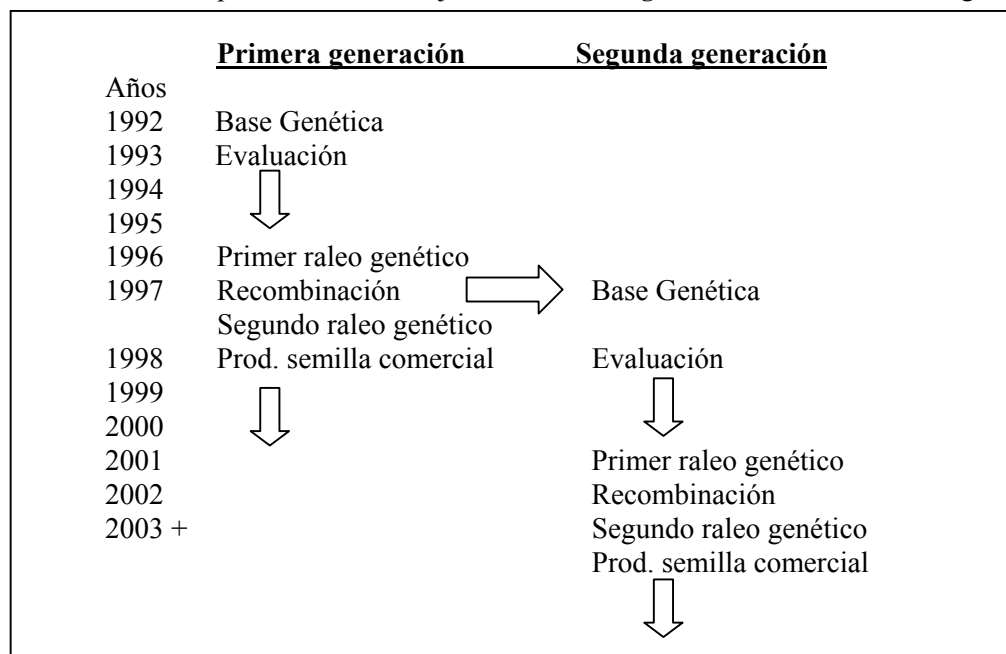 Primera generación Segunda generación
Años
1992 Base Genética
1993 Evaluación
1994
1995
1996 Primer raleo genético
1997 Recombinación Base Genética
Segundo raleo genético
1998 Prod. semilla comercial Evaluación
1999
2000
2001 Primer raleo genético
2002 Recombinación
2003 + Segundo raleo genético
Prod. semilla comercial